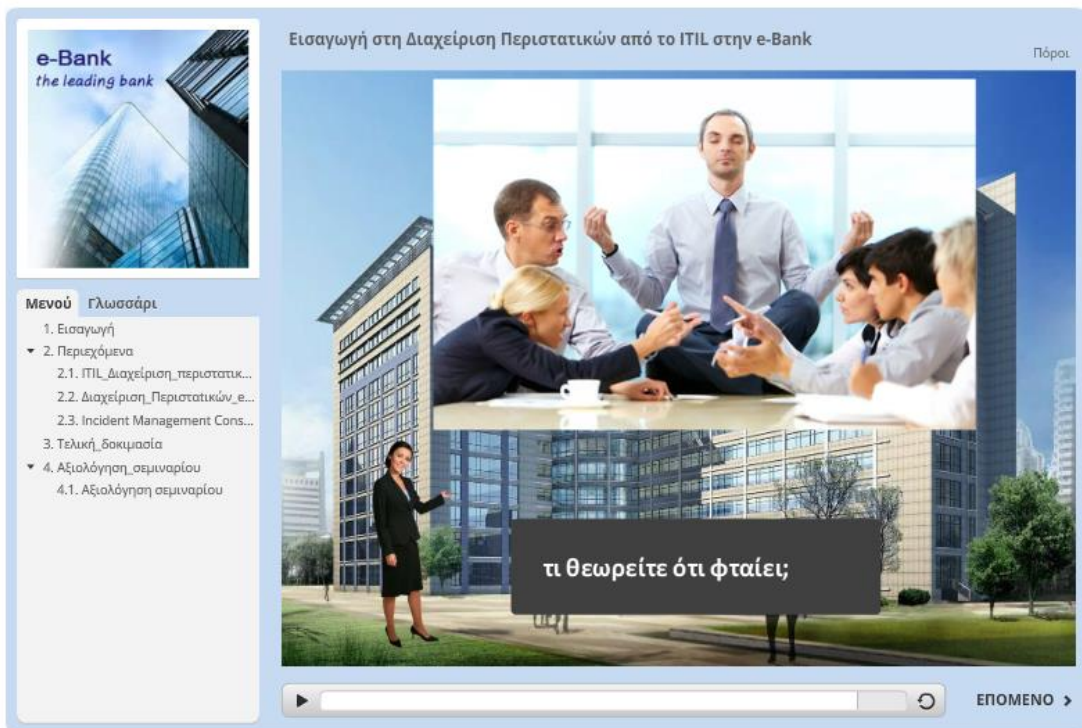 e-Bank
the leading bank
Εισαγωγή στη Διαχείριση Περιστατικών από το ITIL στην e-Bank
Πόροι
Μενού Γλωσσάρι
1. Εισαγωγή
2. Περιεχόμενα
2.1. ITIL_Διαχείριση_περιστατικ...
2.2. Διαχείριση_Περιστατικών_e...
2.3. Incident Management Cons...
3. Τελική_δοκιμασία
4. Αξιολόγηση_σεμιναρίου
4.1. Αξιολόγηση σεμιναρίου
τι θεωρείτε ότι φταίει;
ΕΠΟΜΕΝΟ